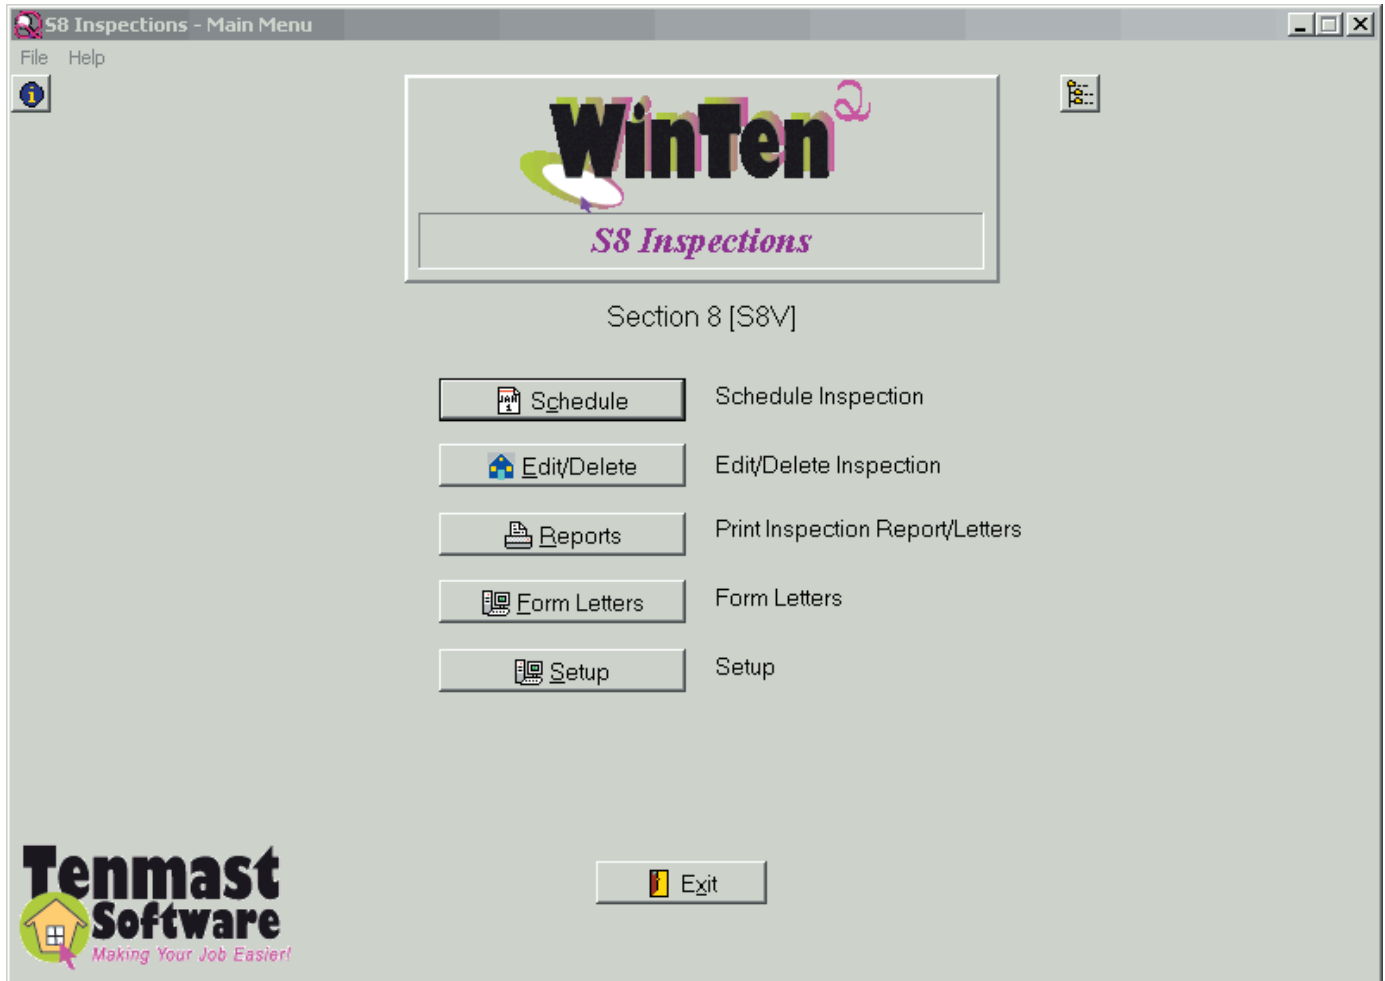 S8 Inspections - Main Menu
File Help
WinTen2
S8 Inspections
Section 8 [S8V]
Schedule Schedule Inspection
Edit/Delete Edit/Delete Inspection
Reports Print Inspection Report/Letters
Form Letters Form Letters
Setup Setup
Exit
Tenmast
Software
Making Your Job Easier!